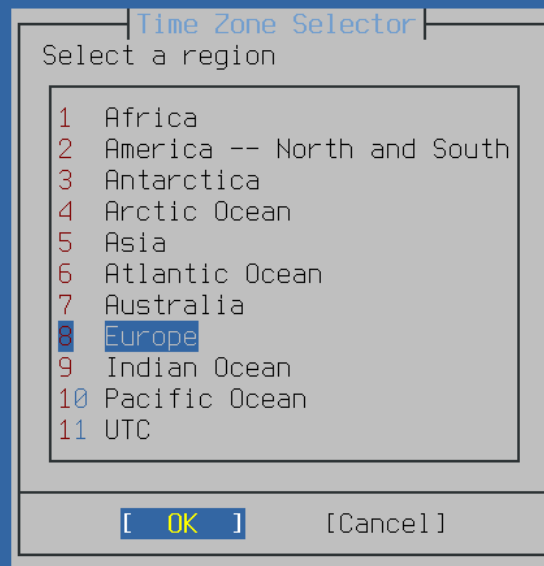 Time Zone Selector
Select a region
1 Africa
2 America -- North and South
3 Antarctica
4 Arctic Ocean
5 Asia
6 Atlantic Ocean
7 Australia
8 Europe
9 Indian Ocean
10 Pacific Ocean
11 UTC
[ OK ] [Cancel]